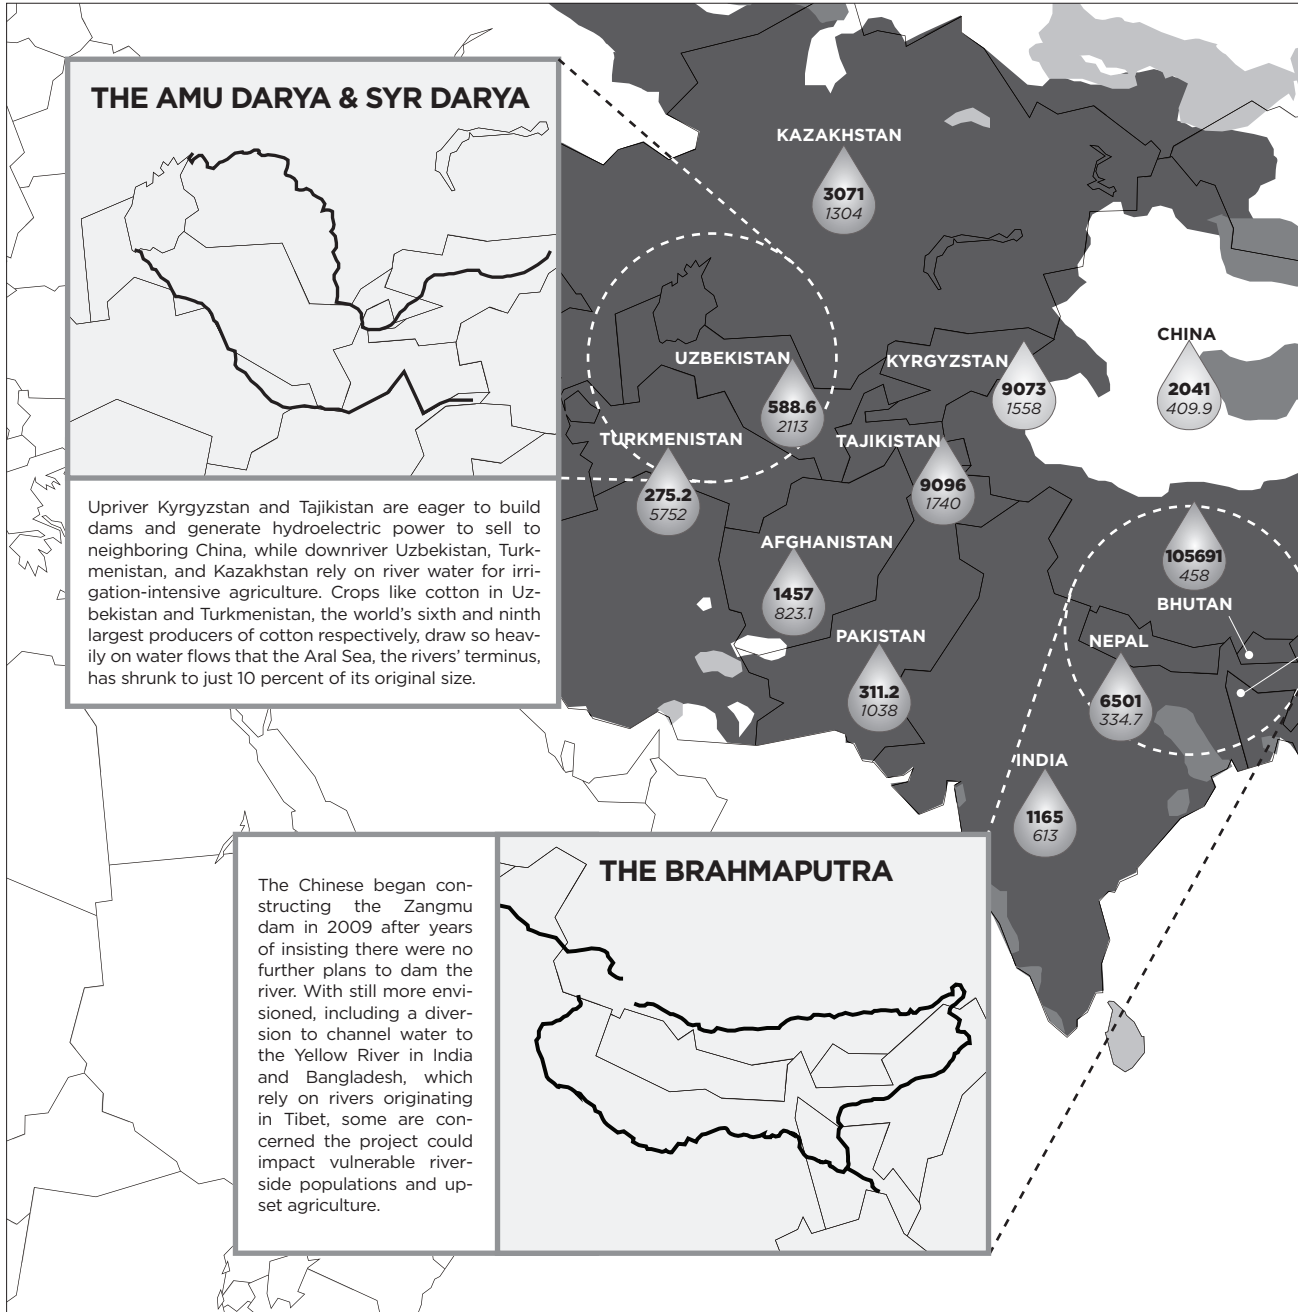 THE AMU DARYA & SYR DARYA
Upriver Kyrgyzstan and Tajikistan are eager to build
dams and generate hydroelectric power to sell to
neighboring China, while downriver Uzbekistan, Turk-
menistan, and Kazakhstan rely on river water for irri-
gation-intensive agriculture. Crops like cotton in Uz-
bekistan and Turkmenistan, the world's sixth and ninth
largest producers of cotton respectively, draw so heav-
ily on water flows that the Aral Sea, the rivers' terminus,
has shrunk to just 10 percent of its original size.
KAZAKHSTAN
3071
1304
CHINA
2041
409.9
UZBEKISTAN
588.6
2113
KYRGYZSTAN
9073
1558
TURKMENISTAN
275.2
5752
TAJIKISTAN
9096
1740
AFGHANISTAN
1457
823.1
105691
458
BHUTAN
PAKISTAN
311.2
1038
NEPAL
6501
334.7
INDIA
1165
613
THE BRAHMAPUTRA
The Chinese began con-
structing the Zangmu
dam in 2009 after years
of insisting there were no
further plans to dam the
river. With still more envi-
sioned, including a diver-
sion to channel water to
the Yellow River in India
and Bangladesh, which
rely on rivers originating
in Tibet, some are con-
cerned the project could
impact vulnerable river-
side populations and up-
set agriculture.